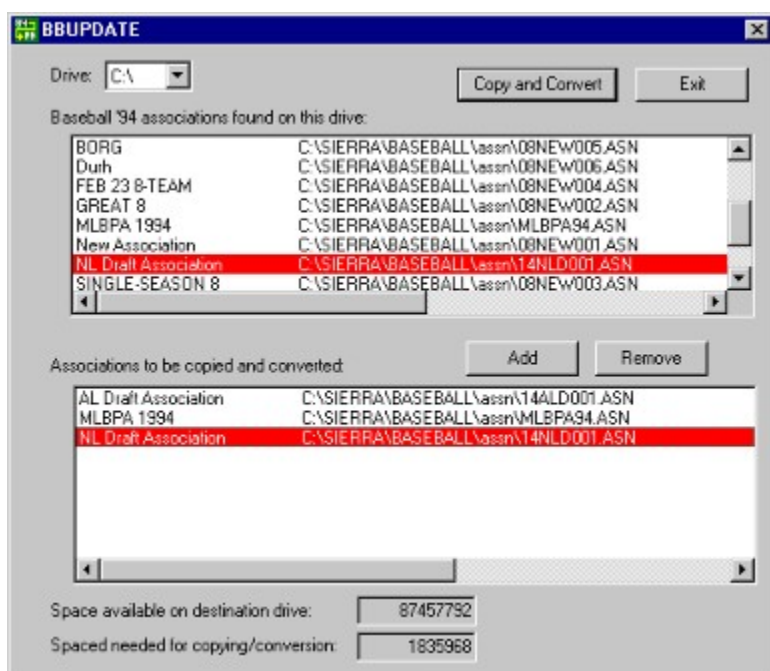 BBUPDATE
Drive: C:\
Copy and Convert Exit
Baseball '94 associations found on this drive:
BORG C:\SIERRA\BASEBALL\assn\08NEW005.ASN
Duth C:\SIERRA\BASEBALL\assn\08NEW006.ASN
FEB 23 8-TEAM C:\SIERRA\BASEBALL\assn\08NEW004.ASN
GREAT 8 C:\SIERRA\BASEBALL\assn\08NEW002.ASN
MLBPA 1994 C:\SIERRA\BASEBALL\assn\MLBPA94.ASN
New Association C:\SIERRA\BASEBALL\assn\08NEW001.ASN
NL Draft Association C:\SIERRA\BASEBALL\assn\14NLD001.ASN
SINGLE-SEASON 8 C:\SIERRA\BASEBALL\assn\08NEW003.ASN
Add Remove
Associations to be copied and converted:
AL Draft Association C:\SIERRA\BASEBALL\assn\14ALD001.ASN
MLBPA 1994 C:\SIERRA\BASEBALL\assn\MLBPA94.ASN
NL Draft Association C:\SIERRA\BASEBALL\assn\14NLD001.ASN
Space available on destination drive: 87457792
Spaced needed for copying/conversion: 1835968